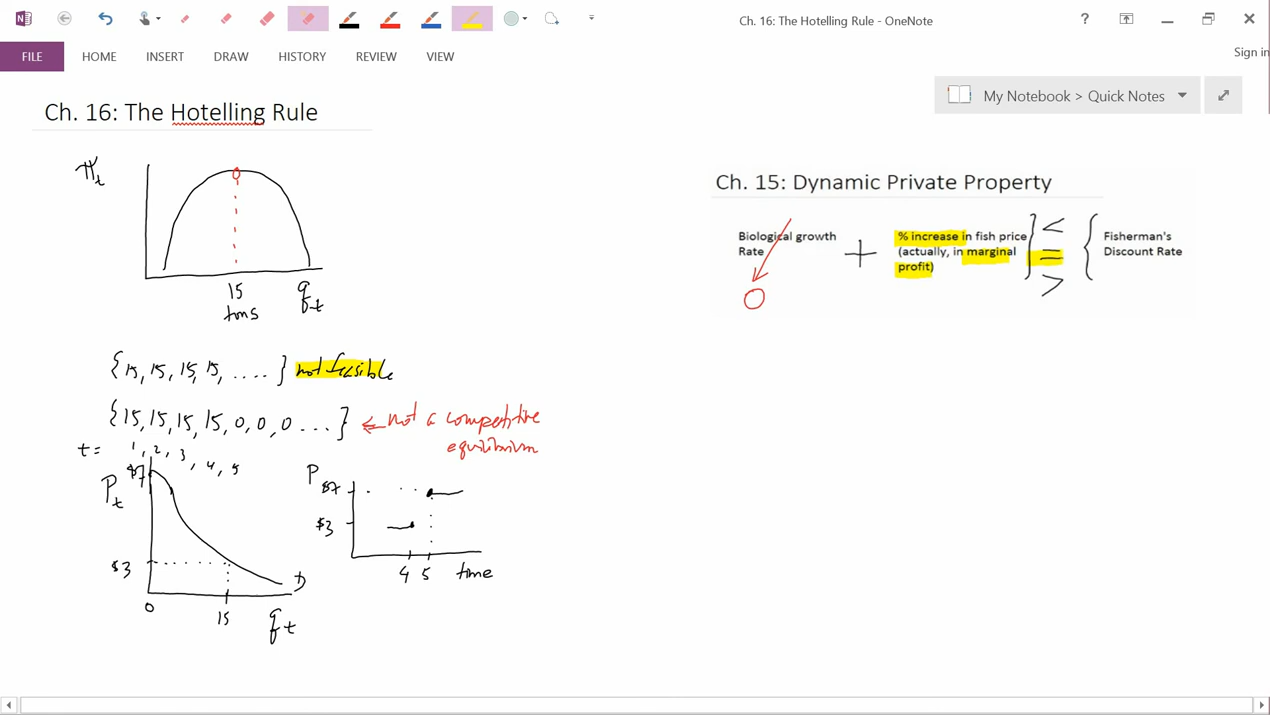 Ch. 16: The Hotelling Rule - OneNote
?
FILE
HOME
INSERT
DRAW
HISTORY
REVIEW
VIEW
Sign in
My Notebook > Quick Notes
Ch. 16: The Hotelling Rule
πt
15
tons
qt
{15, 15, 15, 15, ....} not feasible
{15, 15, 15, 15, 0, 0, 0 ...} ← not a competitive
equilibrium
t = 1, 2, 3, 4, 5
$7
Pt
$3
D
0
15
qt
P
$7
$3
4 5 time
Ch. 15: Dynamic Private Property
Biological growth
Rate
0
+
% increase in fish price
(actually, in marginal
profit)
} <
=
> {
Fisherman's
Discount Rate